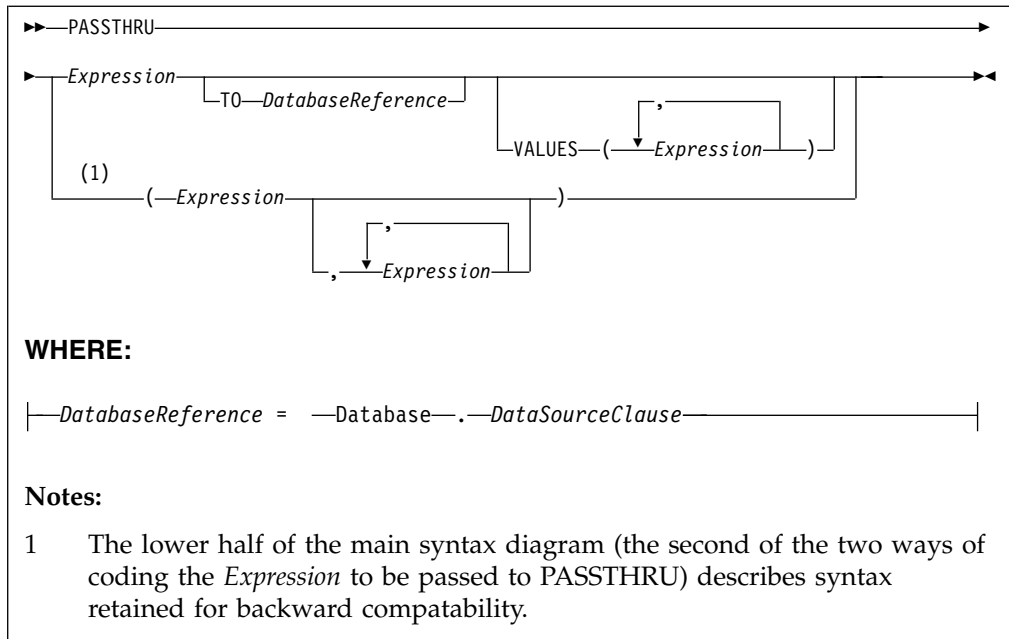 PASSTHRU
Expression
TO DatabaseReference
,
VALUES ( Expression )
(1)
( Expression )
,
, Expression
WHERE:
DatabaseReference = Database . DataSourceClause
Notes:
1 The lower half of the main syntax diagram (the second of the two ways of
coding the Expression to be passed to PASSTHRU) describes syntax
retained for backward compatability.